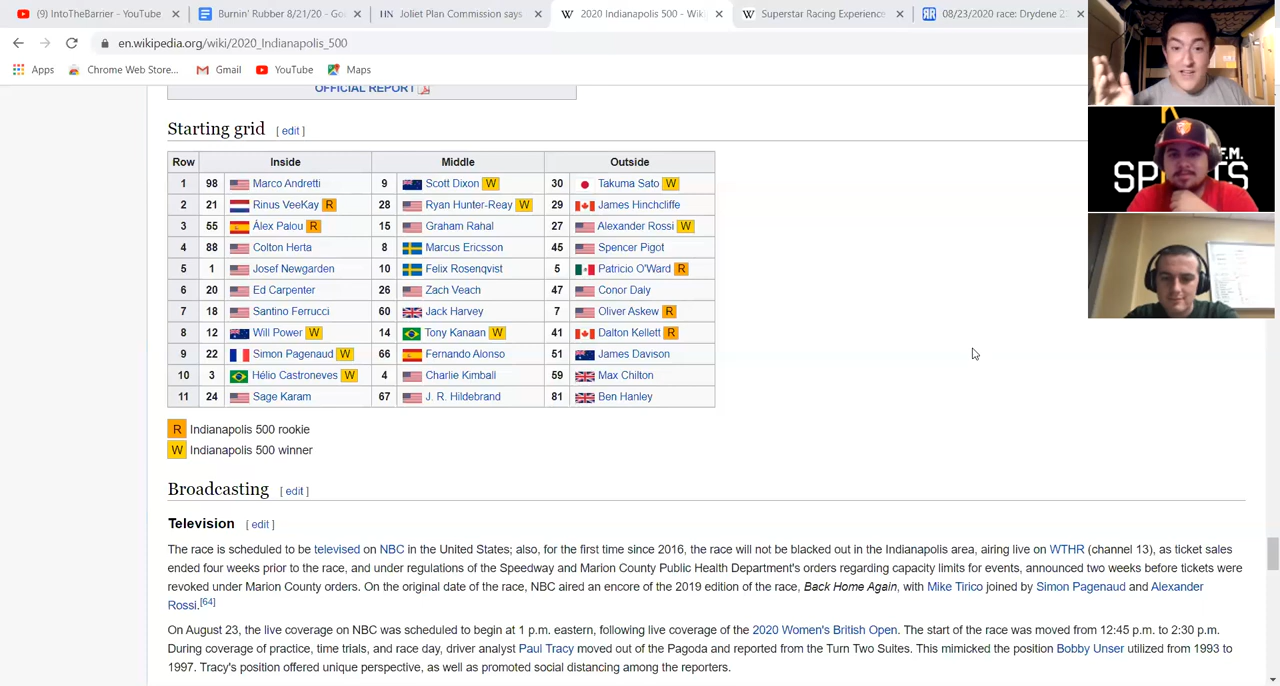 (9) IntoTheBarrier - YouTube × Burnin' Rubber 8/21/20 - Go × Joliet Plan Commission says × W 2020 Indianapolis 500 - Wiki × W Superstar Racing Experience × 08/23/2020 race: Drydene 2 ×
en.wikipedia.org/wiki/2020_Indianapolis_500
Apps Chrome Web Store... Gmail YouTube Maps
OFFICIAL REPORT
Starting grid [ edit ]
Row Inside Middle Outside
1 98 Marco Andretti 9 Scott Dixon W 30 Takuma Sato W
2 21 Rinus VeeKay R 28 Ryan Hunter-Reay W 29 James Hinchcliffe
3 55 Álex Palou R 15 Graham Rahal 27 Alexander Rossi W
4 88 Colton Herta 8 Marcus Ericsson 45 Spencer Pigot
5 1 Josef Newgarden 10 Felix Rosenqvist 5 Patricio O'Ward R
6 20 Ed Carpenter 26 Zach Veach 47 Conor Daly
7 18 Santino Ferrucci 60 Jack Harvey 7 Oliver Askew R
8 12 Will Power W 14 Tony Kanaan W 41 Dalton Kellett R
9 22 Simon Pagenaud W 66 Fernando Alonso 51 James Davison
10 3 Hélio Castroneves W 4 Charlie Kimball 59 Max Chilton
11 24 Sage Karam 67 J. R. Hildebrand 81 Ben Hanley
R Indianapolis 500 rookie
W Indianapolis 500 winner
Broadcasting [ edit ]
Television [ edit ]
The race is scheduled to be televised on NBC in the United States; also, for the first time since 2016, the race will not be blacked out in the Indianapolis area, airing live on WTHR (channel 13), as ticket sales
ended four weeks prior to the race, and under regulations of the Speedway and Marion County Public Health Department's orders regarding capacity limits for events, announced two weeks before tickets were
revoked under Marion County orders. On the original date of the race, NBC aired an encore of the 2019 edition of the race, Back Home Again, with Mike Tirico joined by Simon Pagenaud and Alexander
Rossi.[64]
On August 23, the live coverage on NBC was scheduled to begin at 1 p.m. eastern, following live coverage of the 2020 Women's British Open. The start of the race was moved from 12:45 p.m. to 2:30 p.m.
During coverage of practice, time trials, and race day, driver analyst Paul Tracy moved out of the Pagoda and reported from the Turn Two Suites. This mimicked the position Bobby Unser utilized from 1993 to
1997. Tracy's position offered unique perspective, as well as promoted social distancing among the reporters.
F.M.
SPORTS